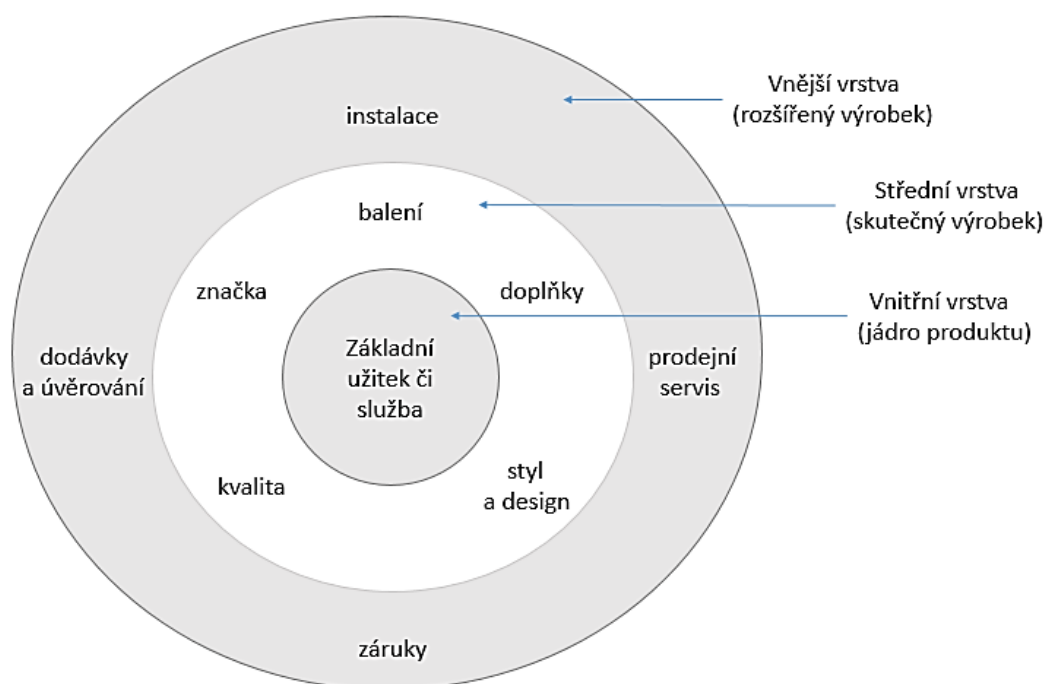 Vnější vrstva
(rozšířený výrobek)
instalace
Střední vrstva
(skutečný výrobek)
balení
značka
doplňky
Vnitřní vrstva
(jádro produktu)
Základní
užitek či
služba
dodávky
a úvěrování
prodejní
servis
kvalita
styl
a design
záruky